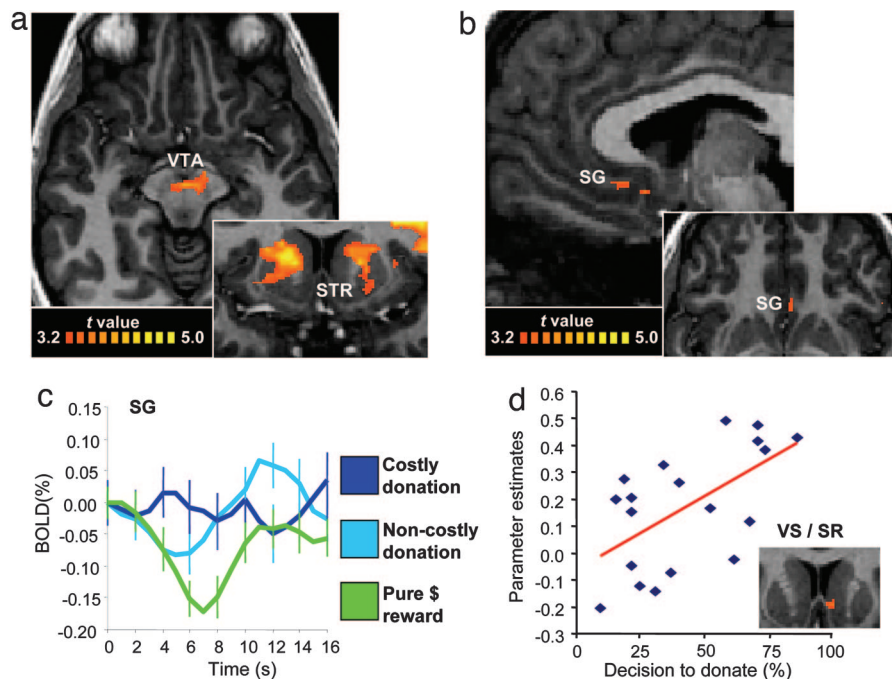 a
VTA
STR
t value
3.2 5.0
b
SG
SG
t value
3.2 5.0
c
SG
BOLD(%)
0.15
0.10
0.05
0.00
-0.05
-0.10
-0.15
-0.20
0 2 4 6 8 10 12 14 16
Time (s)
Costly
donation
Non-costly
donation
Pure $
reward
d
Parameter estimates
0.6
0.5
0.4
0.3
0.2
0.1
0.0
-0.1
-0.2
-0.3
VS / SR
0 25 50 75 100
Decision to donate (%)